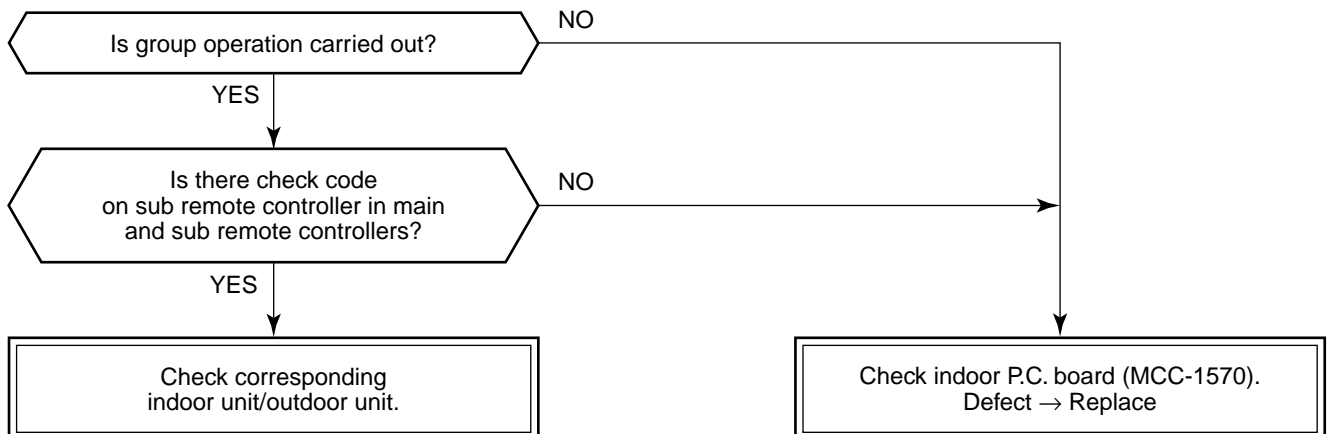 Is group operation carried out?
NO
YES
Is there check code
on sub remote controller in main
and sub remote controllers?
NO
YES
Check corresponding
indoor unit/outdoor unit.
Check indoor P.C. board (MCC-1570).
Defect → Replace